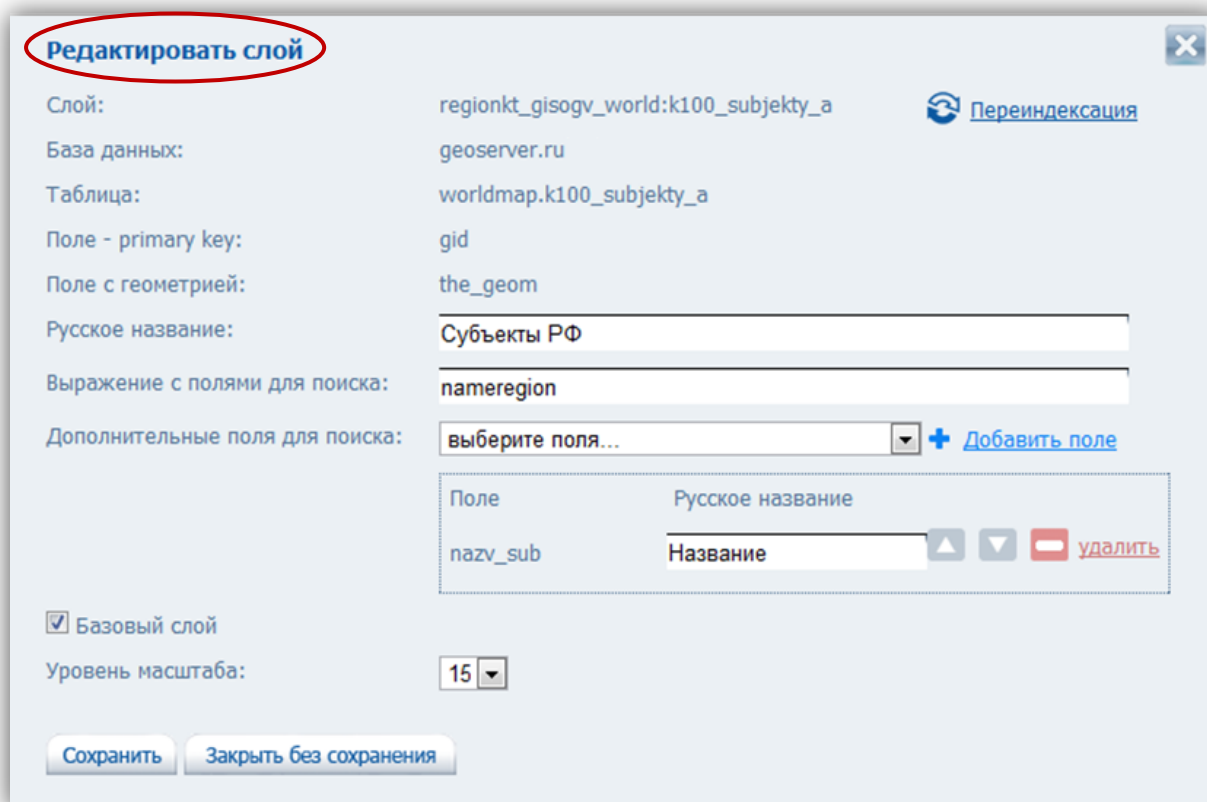 Редактировать слой
Слой: regionkt_gisogv_world:k100_subjekty_a Переиндексация
База данных: geoserver.ru
Таблица: worldmap.k100_subjekty_a
Поле - primary key: gid
Поле с геометрией: the_geom
Русское название: Субъекты РФ
Выражение с полями для поиска: nameregion
Дополнительные поля для поиска: выберите поля... Добавить поле
Поле Русское название
nazv_sub Название удалить
Базовый слой
Уровень масштаба: 15
Сохранить Закрыть без сохранения